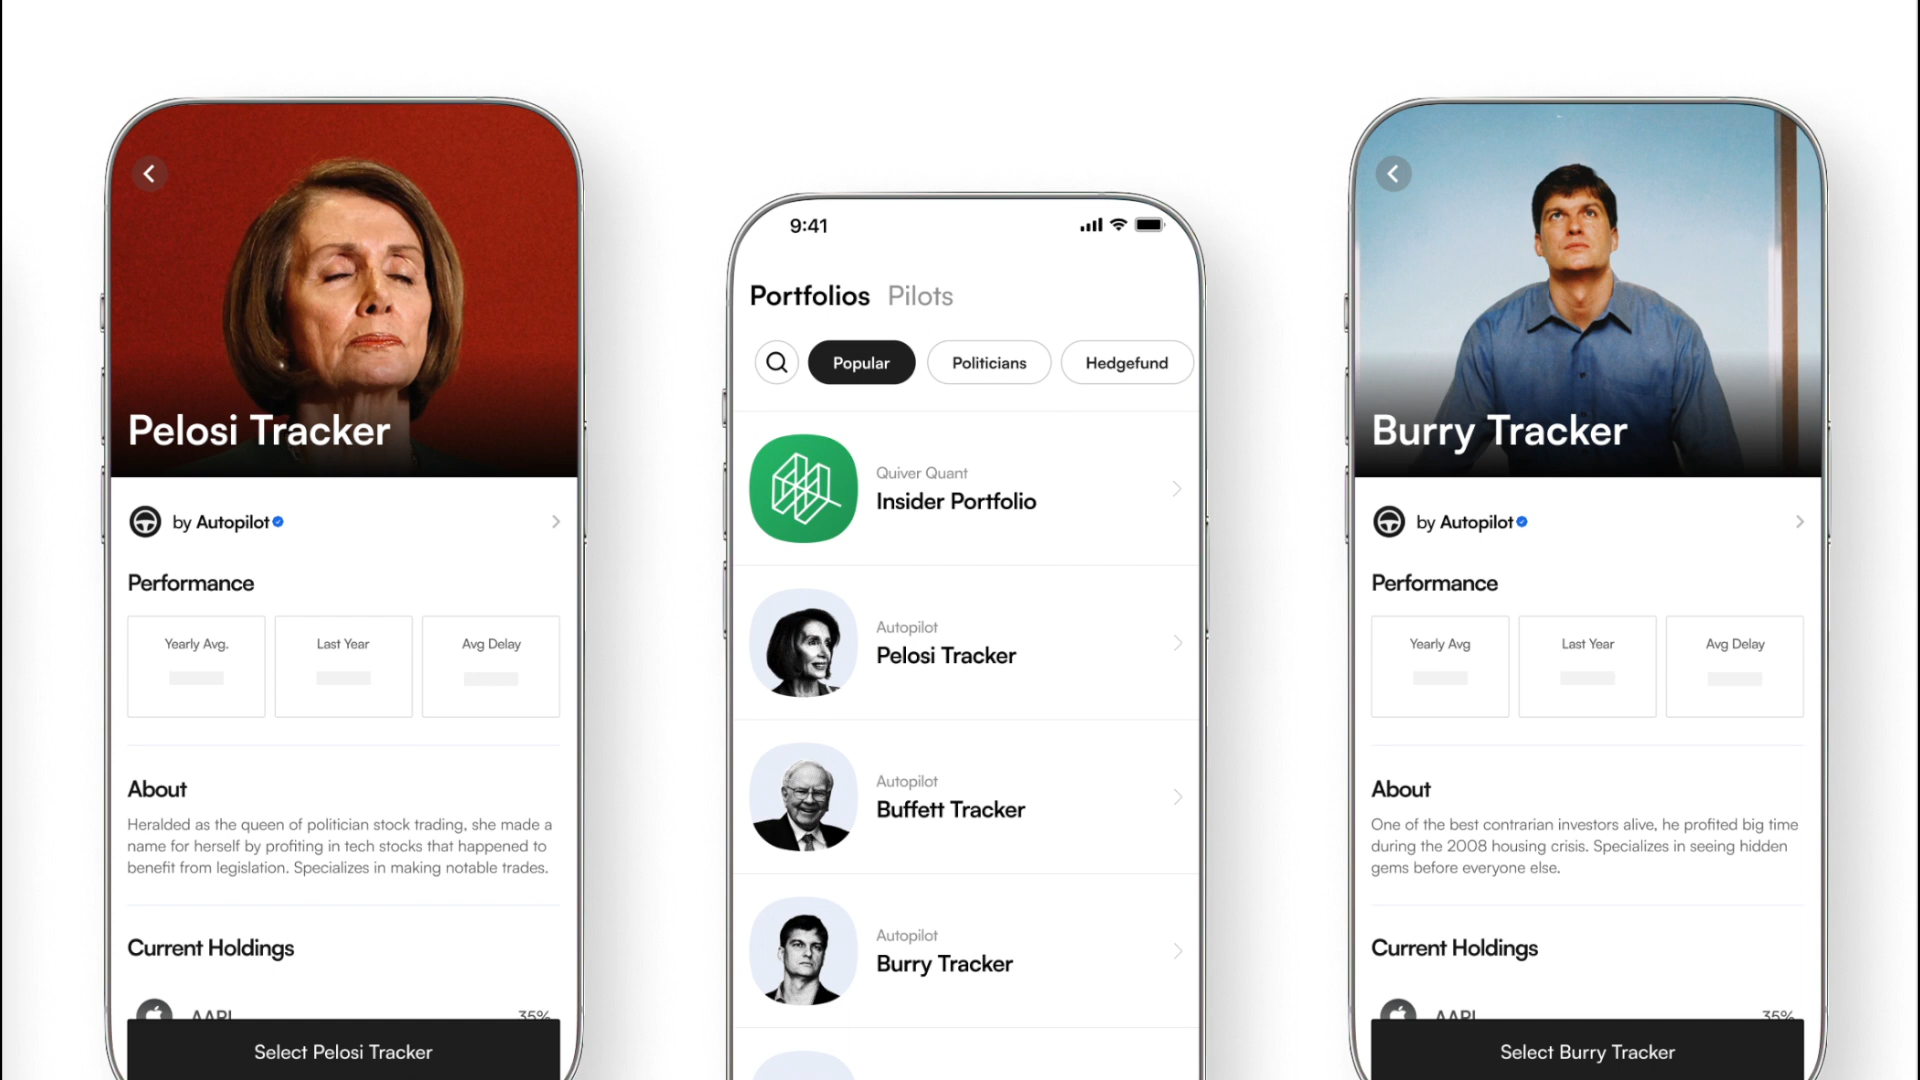 Pelosi Tracker
by Autopilot
Performance
Yearly Avg.
Last Year
Avg Delay
About
Heralded as the queen of politician stock trading, she made a
name for herself by profiting in tech stocks that happened to
benefit from legislation. Specializes in making notable trades.
Current Holdings
AAPL 35%
Select Pelosi Tracker
9:41
Portfolios Pilots
Popular Politicians Hedgefund
Quiver Quant
Insider Portfolio
Autopilot
Pelosi Tracker
Autopilot
Buffett Tracker
Autopilot
Burry Tracker
Burry Tracker
by Autopilot
Performance
Yearly Avg
Last Year
Avg Delay
About
One of the best contrarian investors alive, he profited big time
during the 2008 housing crisis. Specializes in seeing hidden
gems before everyone else.
Current Holdings
AAPL 35%
Select Burry Tracker